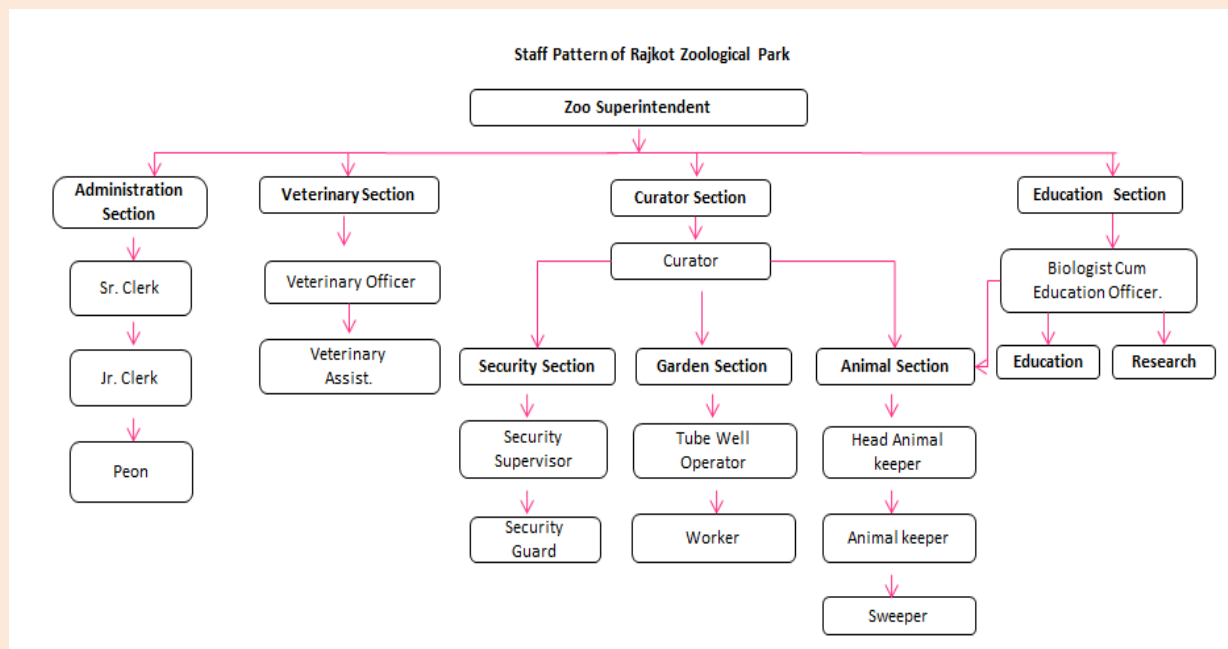 Staff Pattern of Rajkot Zoological Park
Zoo Superintendent
Administration
Section
Veterinary Section
Curator Section
Education Section
Sr. Clerk
Veterinary Officer
Curator
Biologist Cum
Education Officer.
Jr. Clerk
Veterinary
Assist.
Security Section
Garden Section
Animal Section
Education
Research
Peon
Security
Supervisor
Tube Well
Operator
Head Animal
keeper
Security
Guard
Worker
Animal keeper
Sweeper